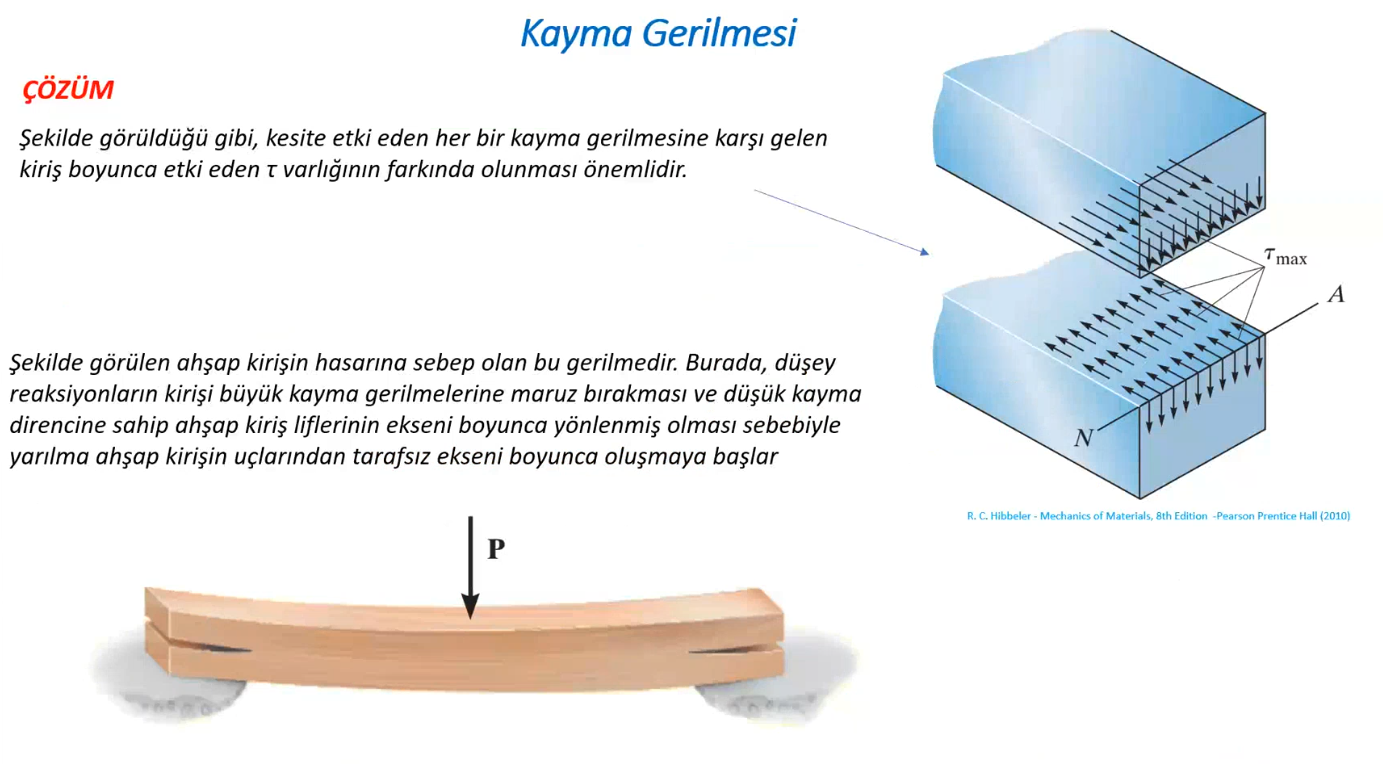 Kayma Gerilmesi
ÇÖZÜM
Şekilde görüldüğü gibi, kesite etki eden her bir kayma gerilmesine karşı gelen
kiriş boyunca etki eden τ varlığının farkında olunması önemlidir.
τmax
A
N
R. C. Hibbeler - Mechanics of Materials, 8th Edition -Pearson Prentice Hall (2010)
Şekilde görülen ahşap kirişin hasarına sebep olan bu gerilmedir. Burada, düşey
reaksiyonların kirişi büyük kayma gerilmelerine maruz bırakması ve düşük kayma
direncine sahip ahşap kiriş liflerinin ekseni boyunca yönlenmiş olması sebebiyle
yarılma ahşap kirişin uçlarından tarafsız ekseni boyunca oluşmaya başlar
P